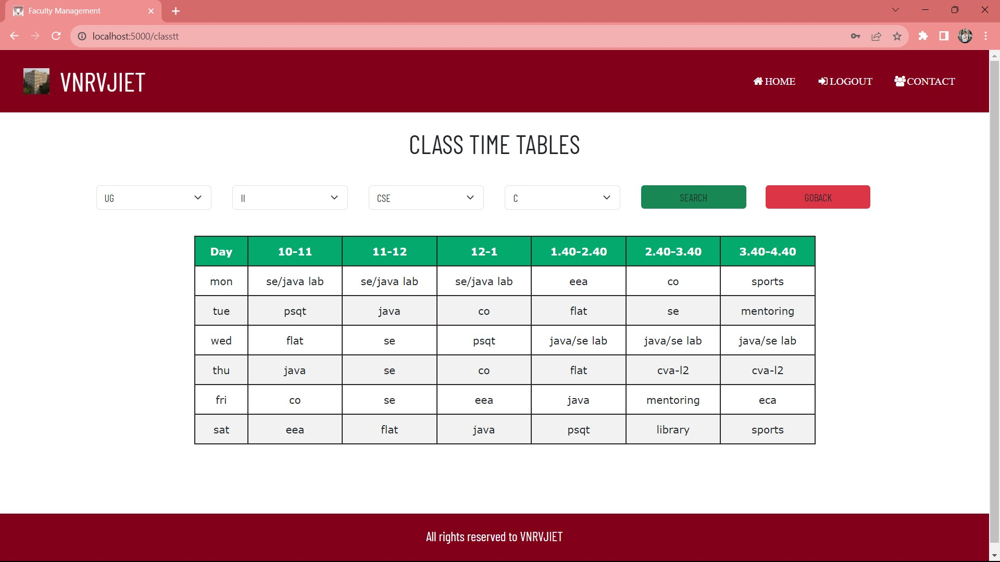 Faculty Management
localhost:5000/classtt
VNRVJIET
HOME LOGOUT CONTACT
CLASS TIME TABLES
UG II CSE C SEARCH GOBACK
Day 10-11 11-12 12-1 1.40-2.40 2.40-3.40 3.40-4.40
mon se/java lab se/java lab se/java lab eea co sports
tue psqt java co flat se mentoring
wed flat se psqt java/se lab java/se lab java/se lab
thu java se co flat cva-l2 cva-l2
fri co se eea java mentoring eca
sat eea flat java psqt library sports
All rights reserved to VNRVJIET